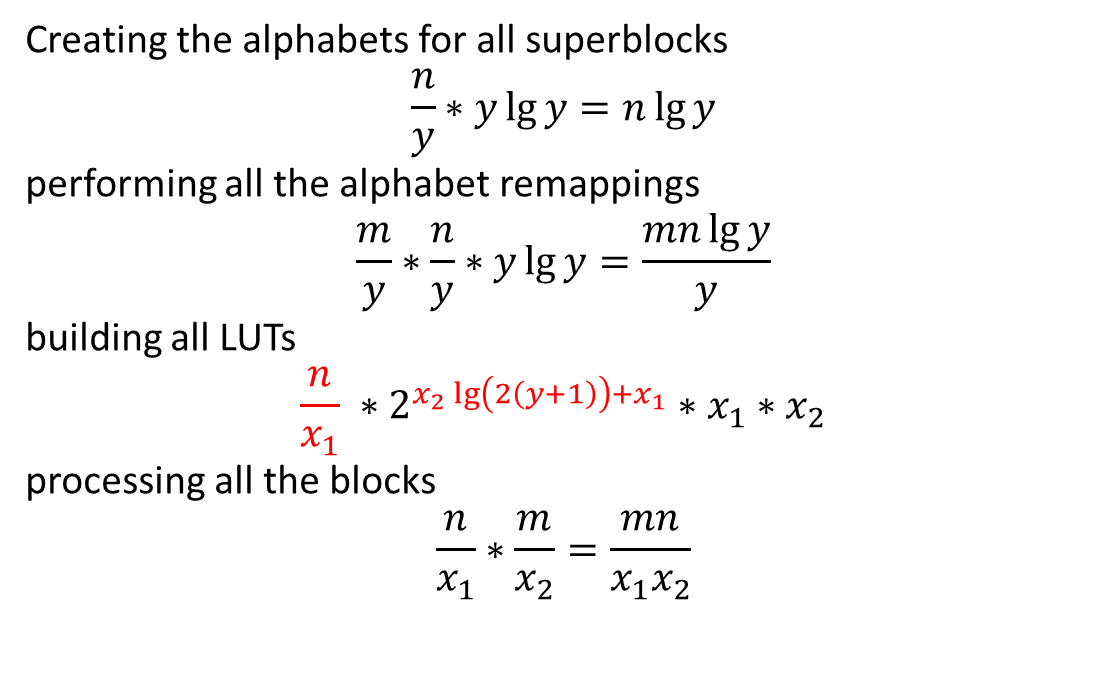 Creating the alphabets for all superblocks
n/y * y lg y = n lg y
performing all the alphabet remappings
m/y * n/y * y lg y = mn lg y/y
building all LUTs
n/x₁ * 2^(x₂ lg(2(y+1))+x₁) * x₁ * x₂
processing all the blocks
n/x₁ * m/x₂ = mn/x₁x₂